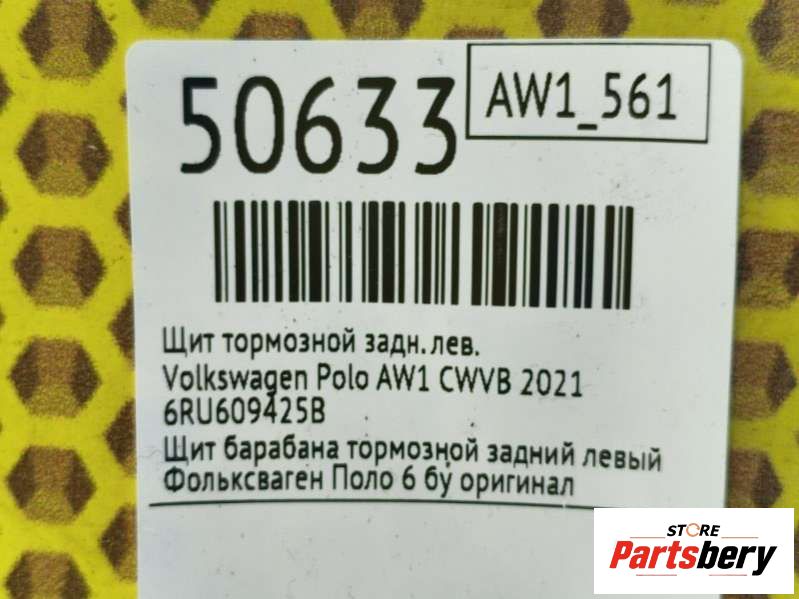 50633
AW1_561
Щит тормозной задн.лев.
Volkswagen Polo AW1 CWVB 2021
6RU609425B
Щит барабана тормозной задний левый
Фольксваген Поло 6 бу оригинал
STORE
Partsbery